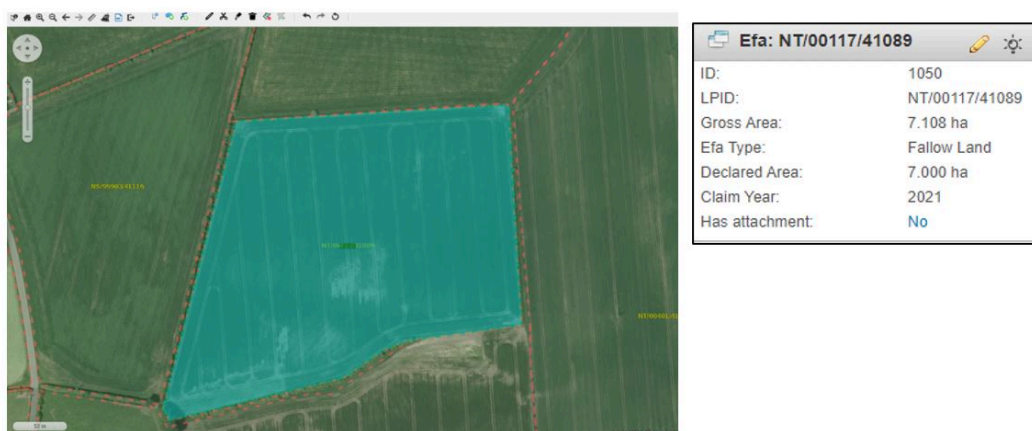 Efa: NT/00117/41089
ID: 1050
LPID: NT/00117/41089
Gross Area: 7.108 ha
Efa Type: Fallow Land
Declared Area: 7.000 ha
Claim Year: 2021
Has attachment: No